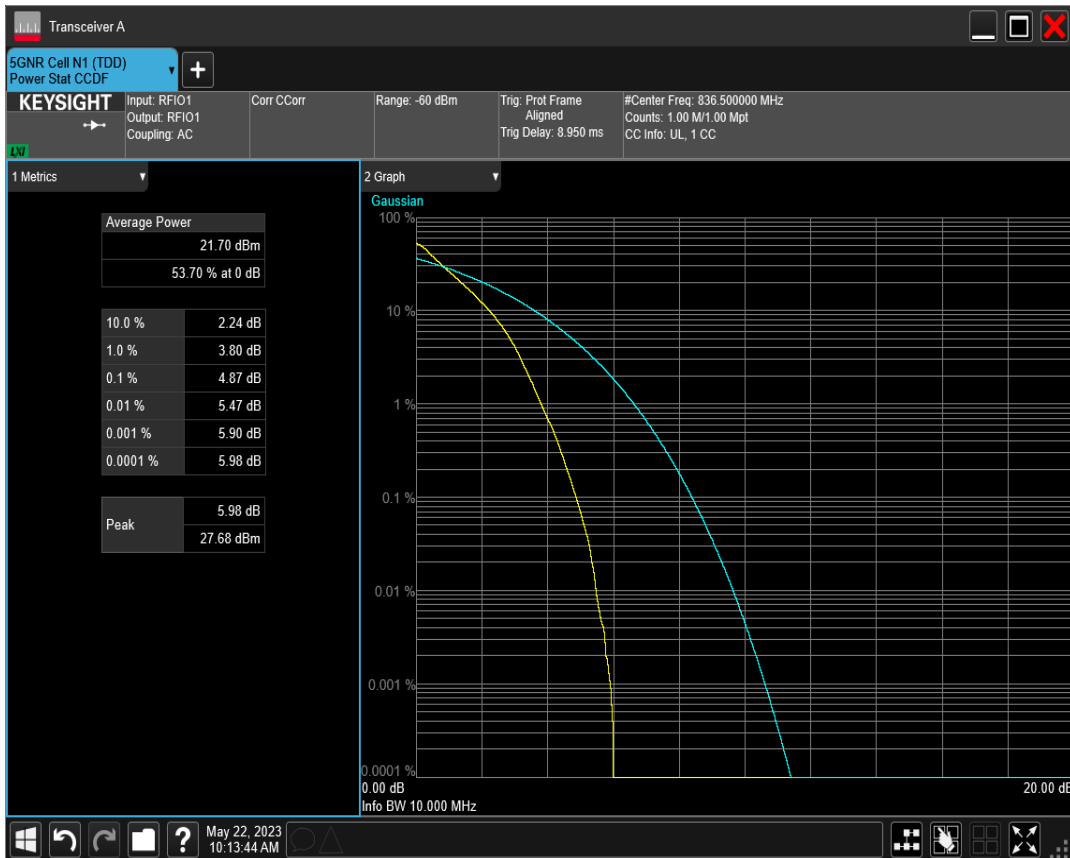 Transceiver A
5GNR Cell N1 (TDD)
Power Stat CCDF
KEYSIGHT
LXI
Input: RFIO1
Output: RFIO1
Coupling: AC
Corr CCorr
Range: -60 dBm
Trig: Prot Frame
Aligned
Trig Delay: 8.950 ms
#Center Freq: 836.500000 MHz
Counts: 1.00 M/1.00 Mpt
CC Info: UL, 1 CC
1 Metrics
Average Power
21.70 dBm
53.70 % at 0 dB
10.0 % 2.24 dB
1.0 % 3.80 dB
0.1 % 4.87 dB
0.01 % 5.47 dB
0.001 % 5.90 dB
0.0001 % 5.98 dB
Peak
5.98 dB
27.68 dBm
2 Graph
Gaussian
100 %
10 %
1 %
0.1 %
0.01 %
0.001 %
0.0001 %
0.00 dB 20.00 dB
Info BW 10.000 MHz
?
May 22, 2023
10:13:44 AM